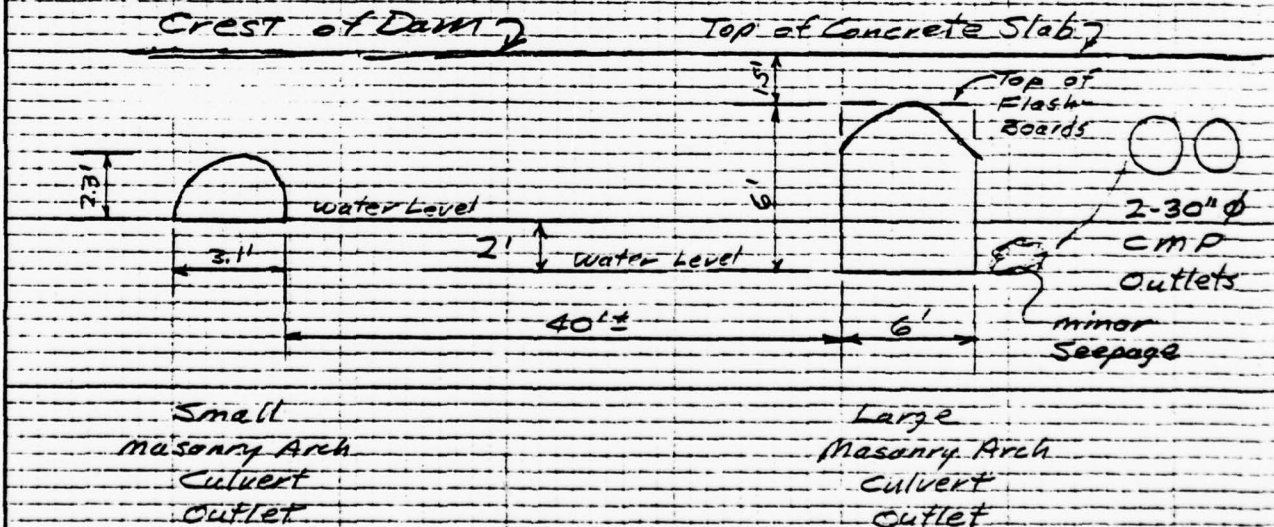 Crest of Dam
Top of Concrete Slab
1.5'
Top of
Flash
Boards
2.3'
6'
Water Level
2-30" φ
CMP
Outlets
3.1'
2'
Water Level
40'±
6'
minor
Seepage
Small
Masonry Arch
Culvert
Outlet
Large
Masonry Arch
Culvert
Outlet